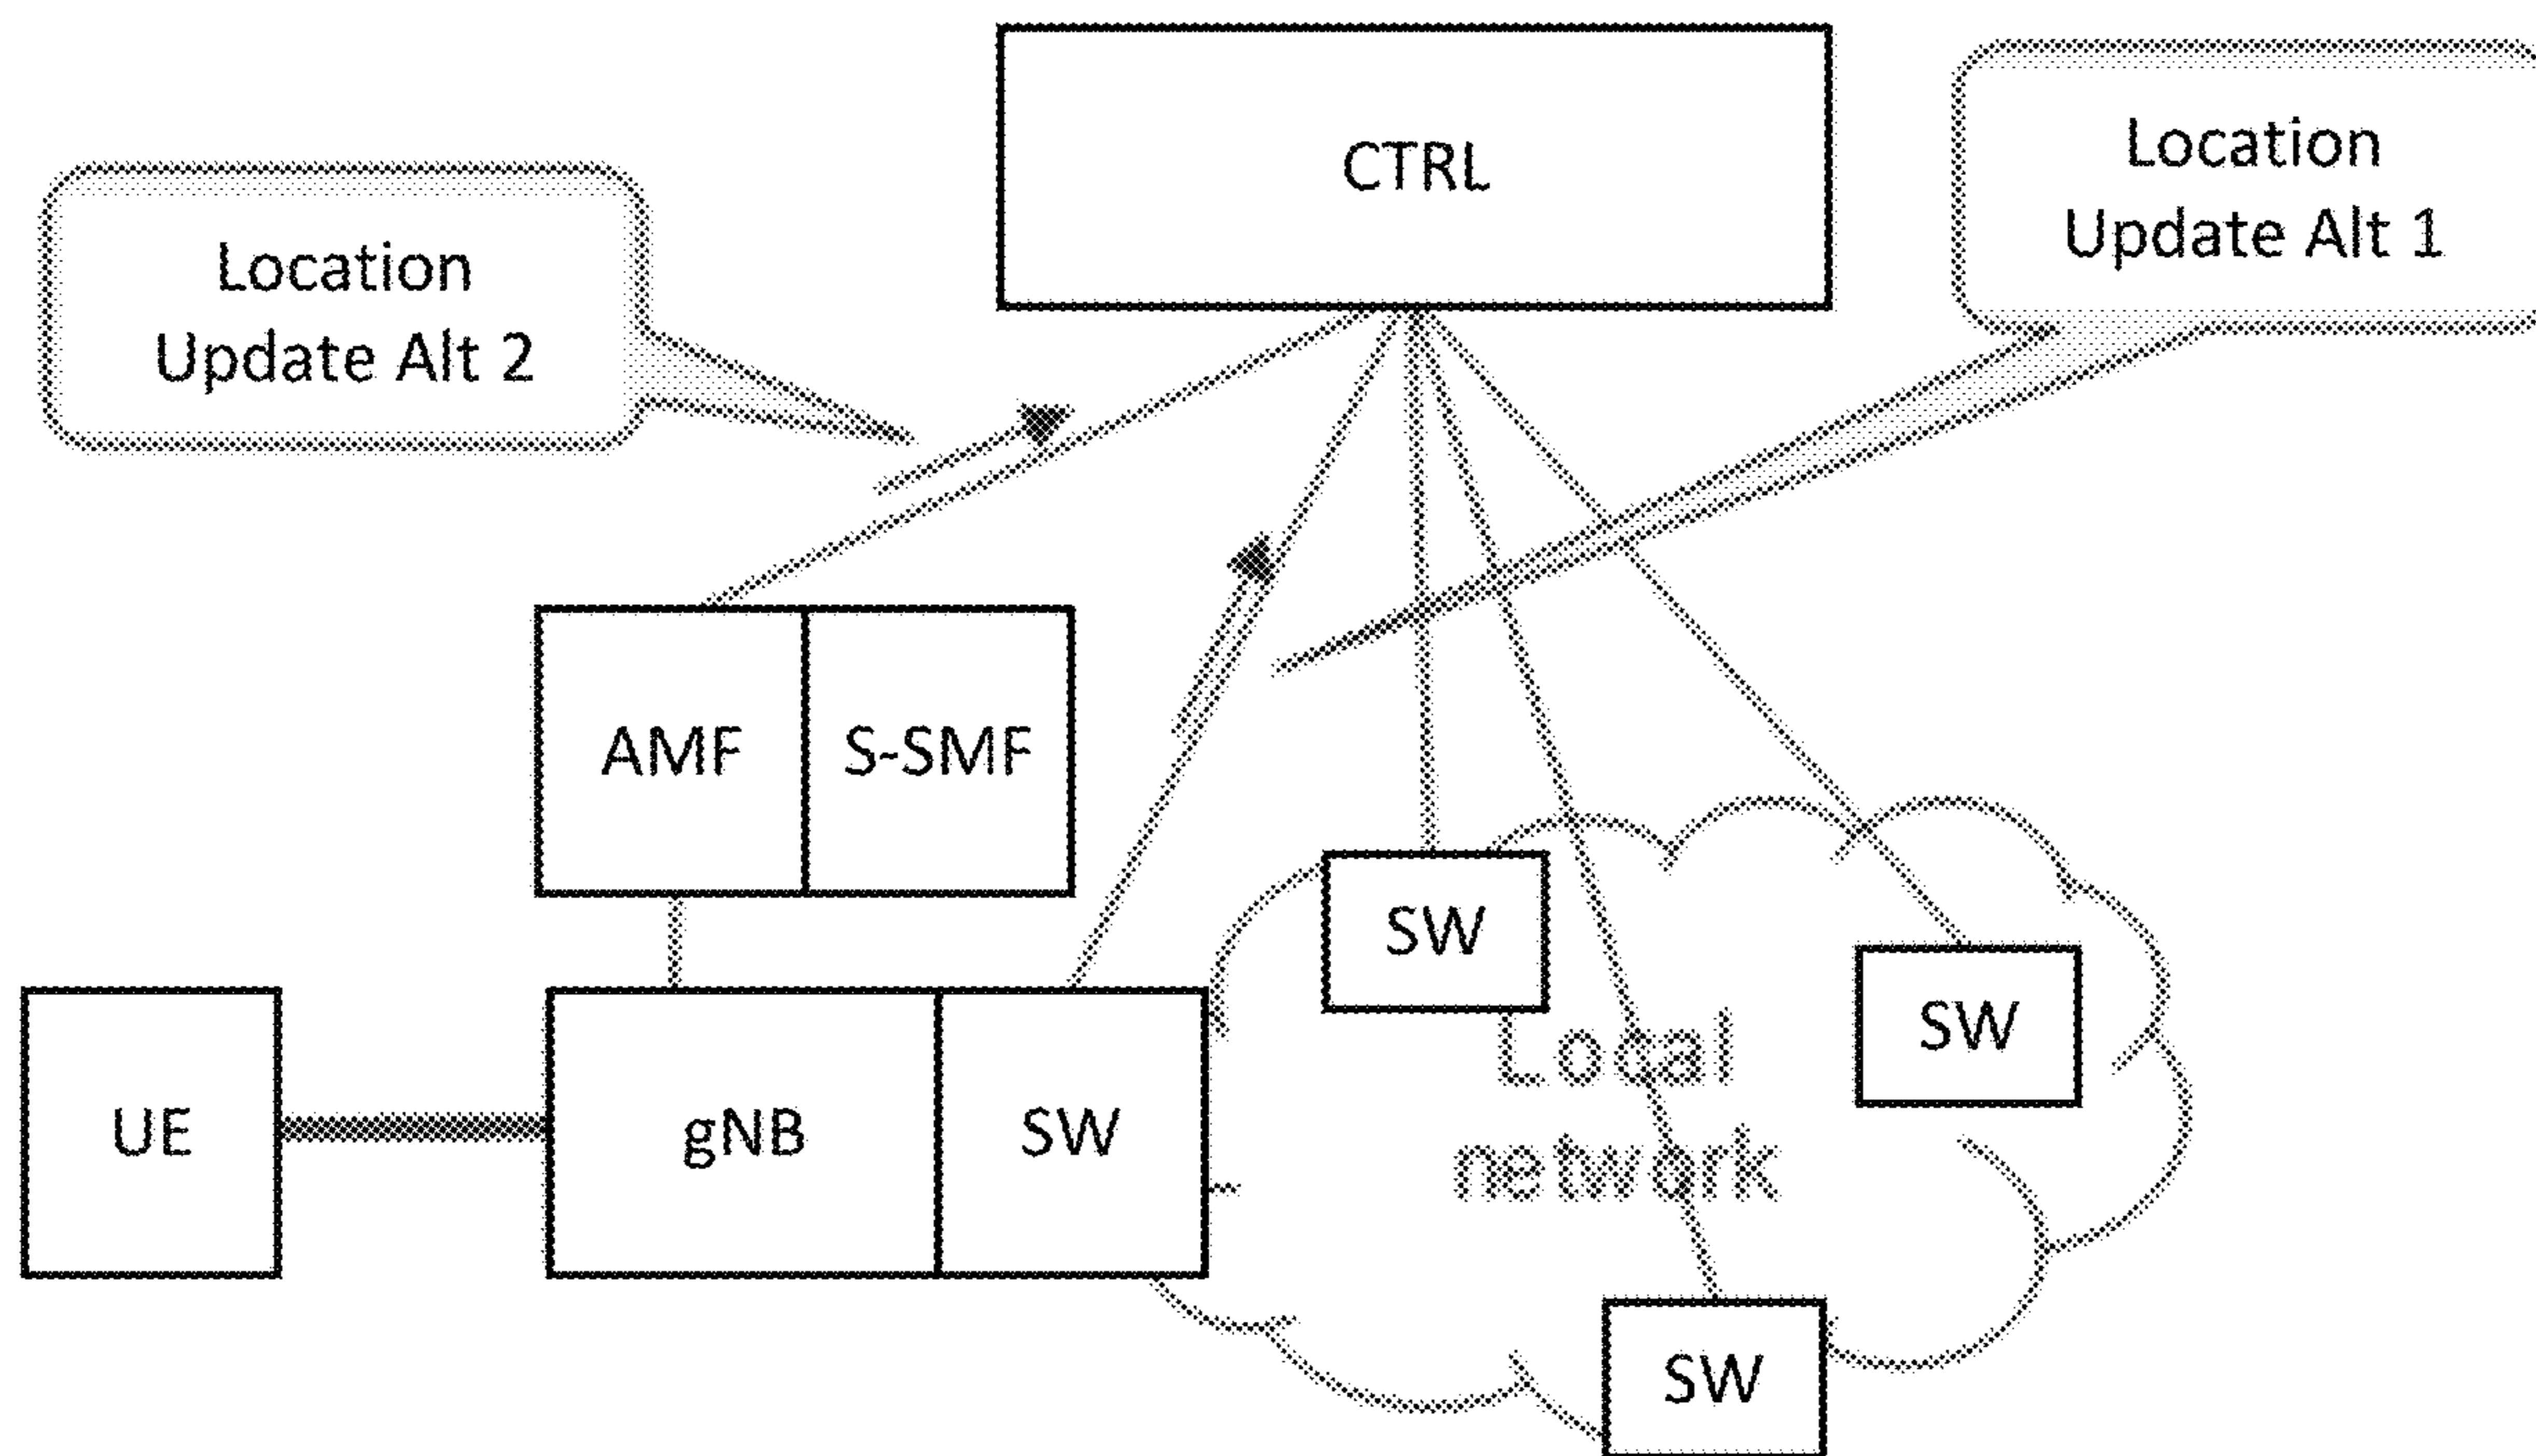 CTRL
Location
Update Alt 1
Location
Update Alt 2
AMF
S-SMF
SW
SW
UE
gNB
SW
Local
network
SW